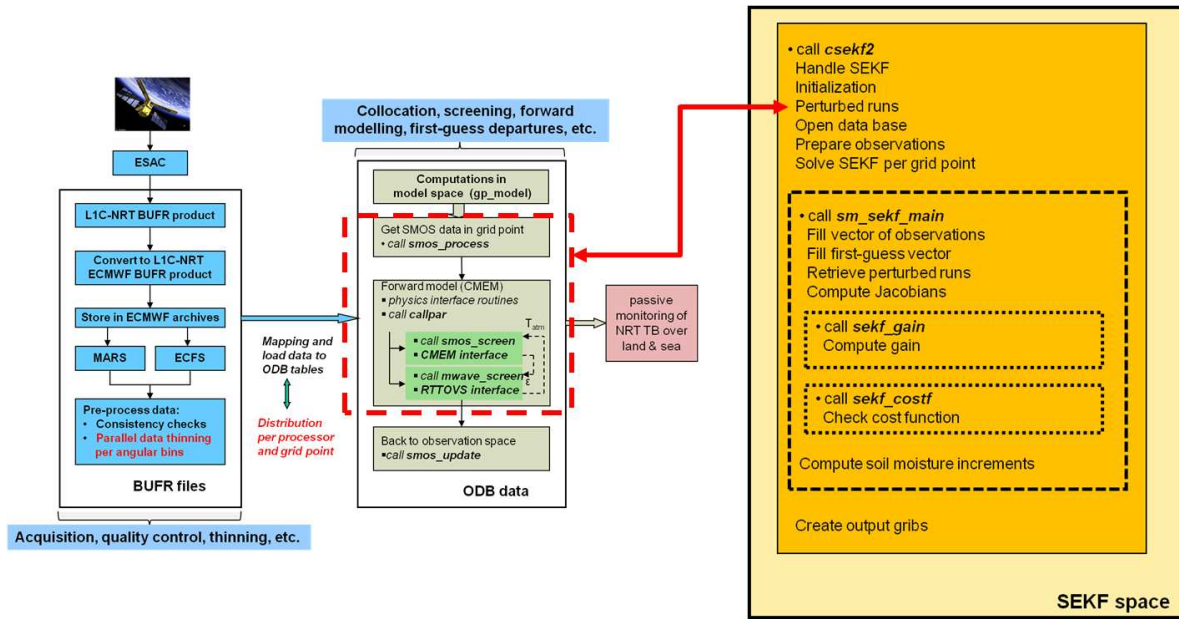 ESAC
L1C-NRT BUFR product
Convert to L1C-NRT
ECMWF BUFR product
Store in ECMWF archives
MARS
ECFS
Pre-process data:
• Consistency checks
• Parallel data thinning
per angular bins
BUFR files
Acquisition, quality control, thinning, etc.
Mapping and
load data to
ODB tables
Distribution
per processor
and grid point
Collocation, screening, forward
modelling, first-guess departures, etc.
Computations in
model space (gp_model)
Get SMOS data in grid point
• call smos_process
Forward model (CMEM)
▪ physics interface routines
▪ call callpar
Tatm
▪ call smos_screen
▪ CMEM interface
▪ call mwave_screen
▪ RTTOVS interface
ε
Back to observation space
▪call smos_update
ODB data
passive
monitoring of
NRT TB over
land & sea
• call csekf2
Handle SEKF
Initialization
Perturbed runs
Open data base
Prepare observations
Solve SEKF per grid point
• call sm_sekf_main
Fill vector of observations
Fill first-guess vector
Retrieve perturbed runs
Compute Jacobians
• call sekf_gain
Compute gain
• call sekf_costf
Check cost function
Compute soil moisture increments
Create output gribs
SEKF space